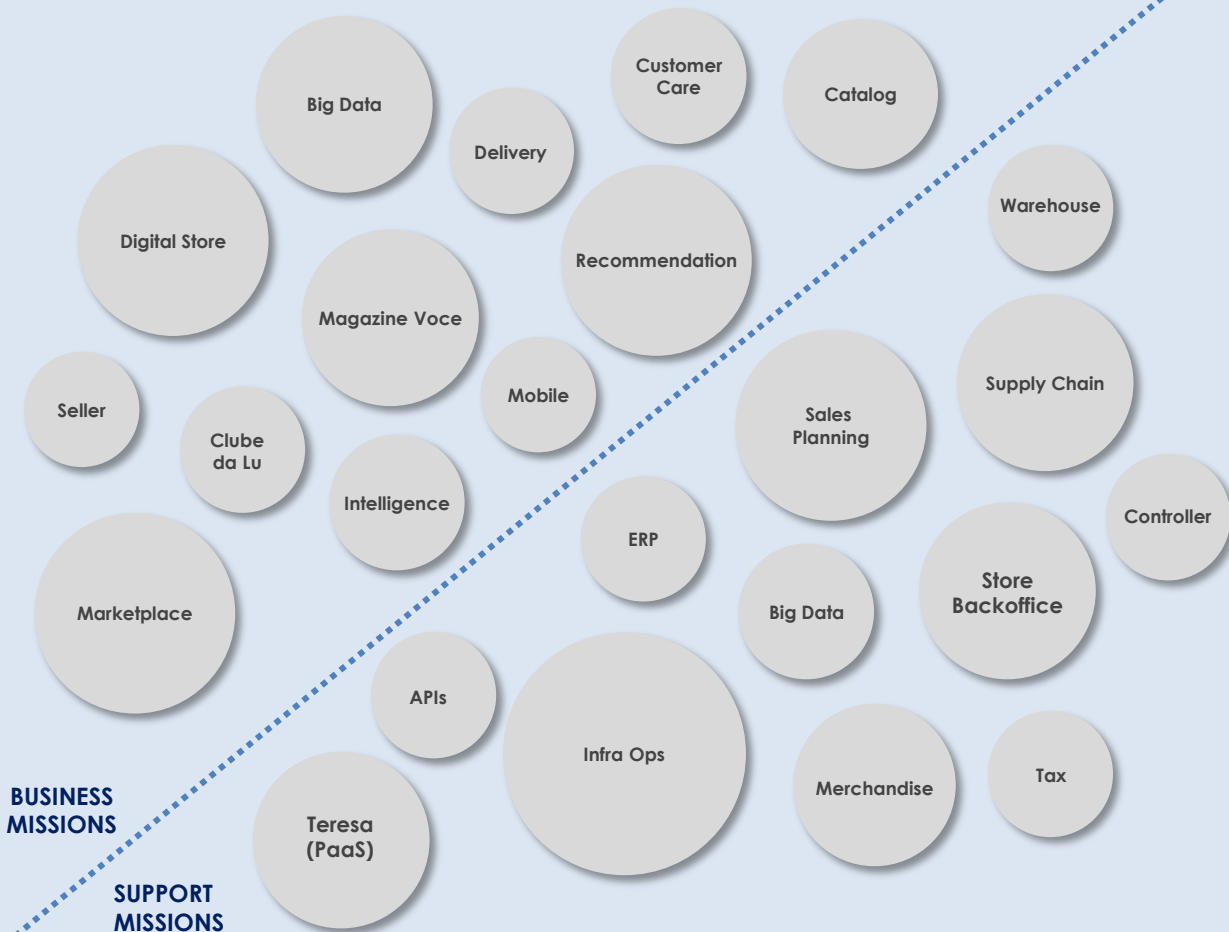 Customer
Care
Catalog
Big Data
Delivery
Warehouse
Digital Store
Recommendation
Magazine Voce
Supply Chain
Mobile
Seller
Sales
Planning
Clube
da Lu
Intelligence
Controller
ERP
Store
Backoffice
Big Data
Marketplace
APIs
Infra Ops
Tax
Merchandise
BUSINESS
MISSIONS
Teresa
(PaaS)
SUPPORT
MISSIONS